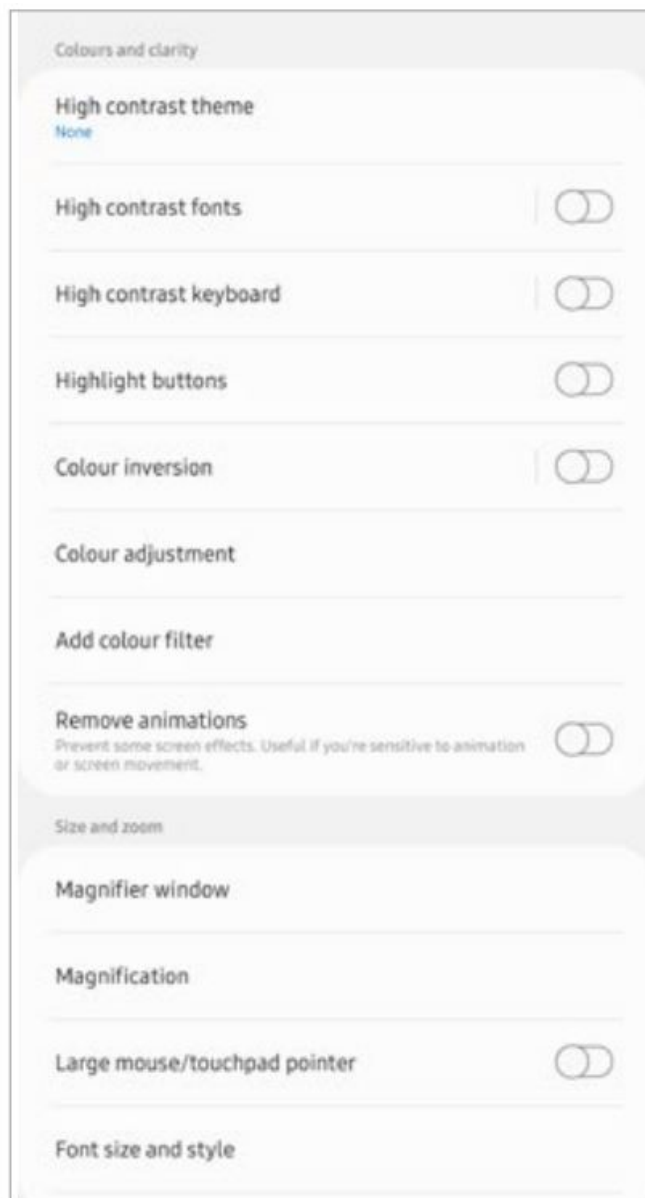 Colours and clarity
High contrast theme
None
High contrast fonts
High contrast keyboard
Highlight buttons
Colour inversion
Colour adjustment
Add colour filter
Remove animations
Prevent some screen effects. Useful if you're sensitive to animation
or screen movement.
Size and zoom
Magnifier window
Magnification
Large mouse/touchpad pointer
Font size and style